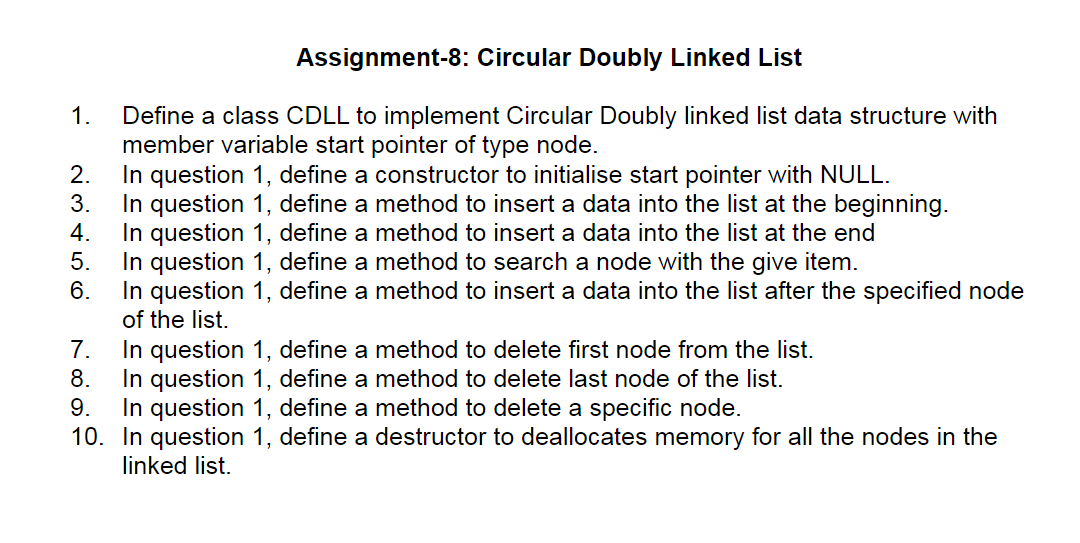 Assignment-8: Circular Doubly Linked List
1. Define a class CDLL to implement Circular Doubly linked list data structure with
member variable start pointer of type node.
2. In question 1, define a constructor to initialise start pointer with NULL.
3. In question 1, define a method to insert a data into the list at the beginning.
4. In question 1, define a method to insert a data into the list at the end
5. In question 1, define a method to search a node with the give item.
6. In question 1, define a method to insert a data into the list after the specified node
of the list.
7. In question 1, define a method to delete first node from the list.
8. In question 1, define a method to delete last node of the list.
9. In question 1, define a method to delete a specific node.
10. In question 1, define a destructor to deallocates memory for all the nodes in the
linked list.